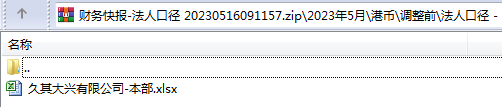 财务快报-法人口径 20230516091157.zip\2023年5月\港币\调整前\法人口径 -
名称
..
久其大兴有限公司-本部.xlsx